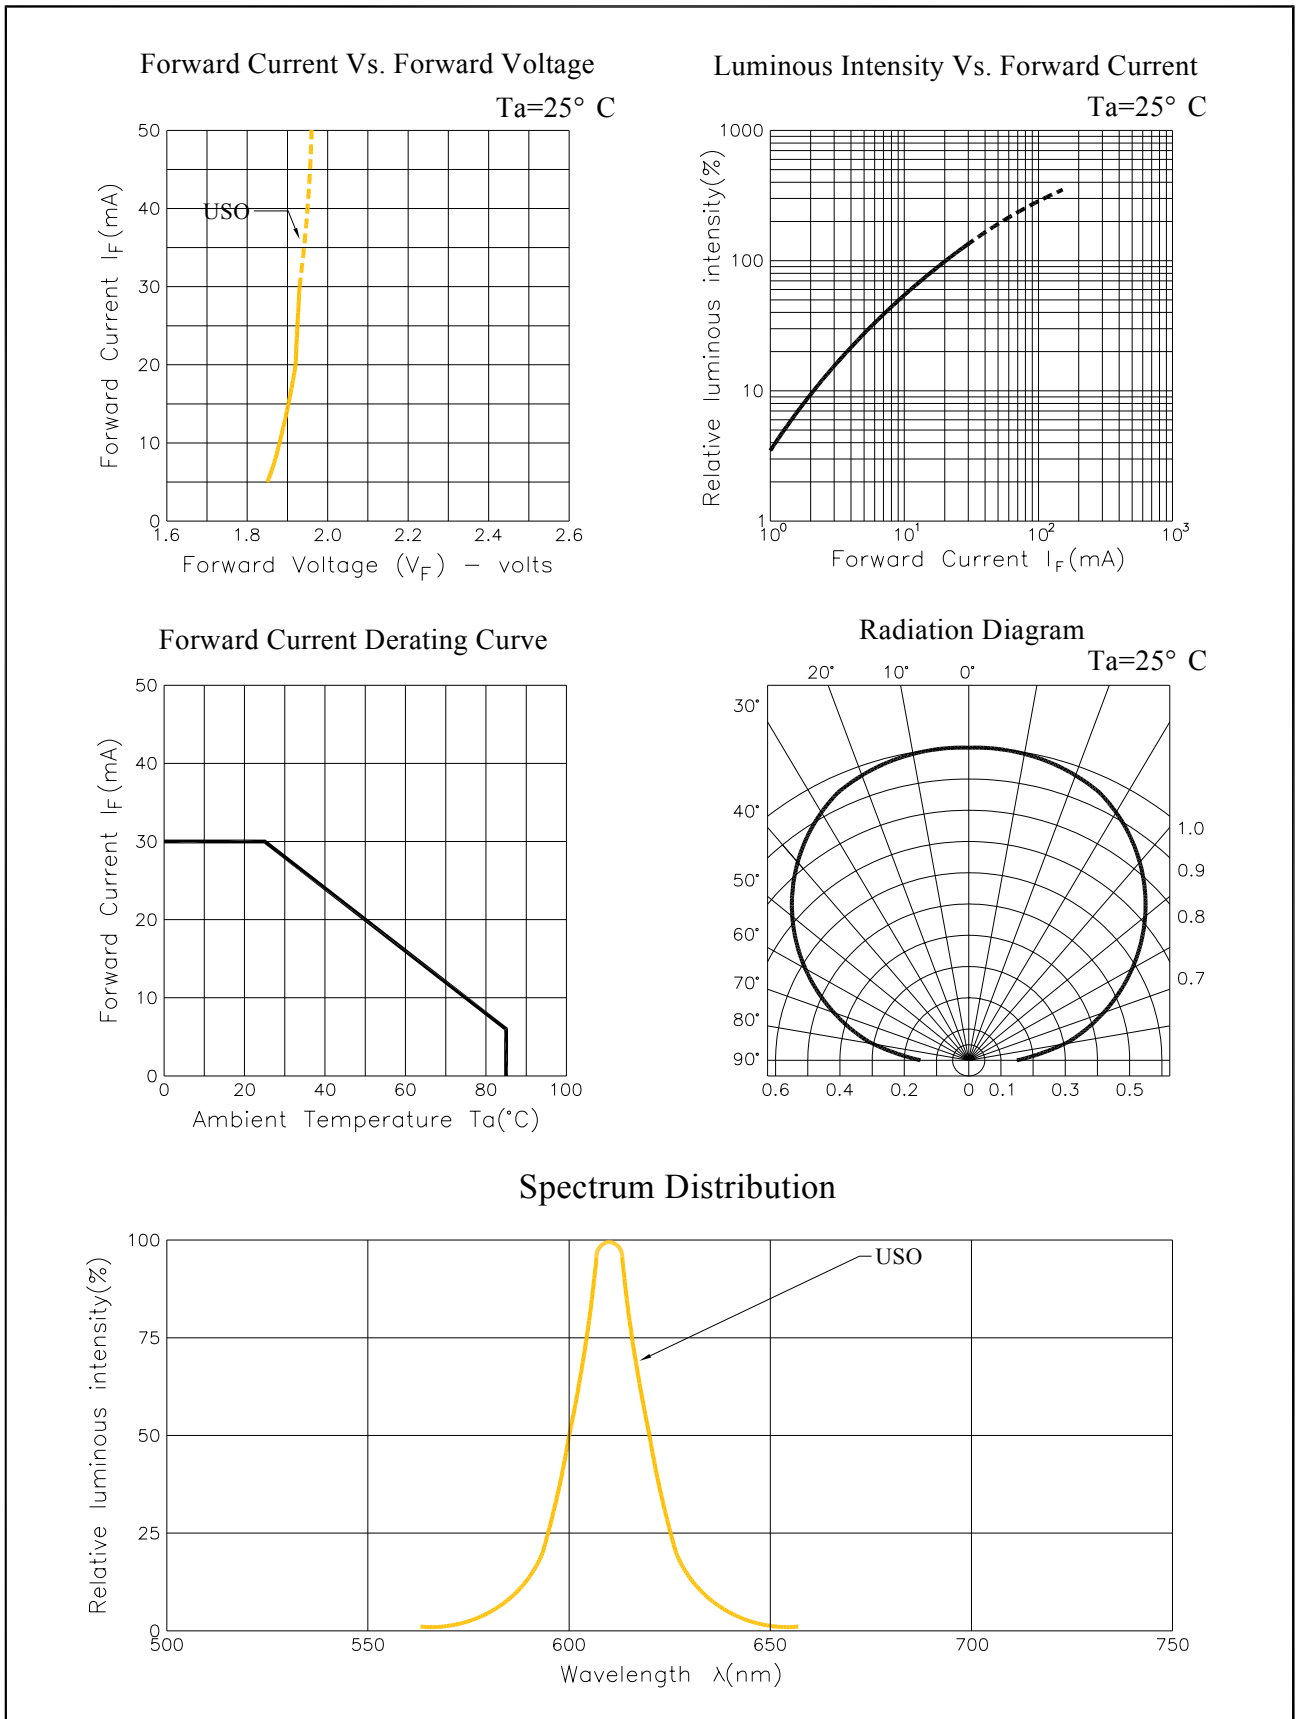 Forward Current Vs. Forward Voltage
Ta=25° C
50
40
30
20
10
0
USO
Forward Current IF(mA)
1.6 1.8 2.0 2.2 2.4 2.6
Forward Voltage (VF) – volts
Luminous Intensity Vs. Forward Current
Ta=25° C
1000
100
10
1
Relative luminous intensity(%)
10⁰ 10¹ 10² 10³
Forward Current IF(mA)
Forward Current Derating Curve
50
40
30
20
10
0
Forward Current IF(mA)
0 20 40 60 80 100
Ambient Temperature Ta(°C)
Radiation Diagram
Ta=25° C
20° 10° 0°
30°
40°
50°
60°
70°
80°
90°
1.0
0.9
0.8
0.7
0.6 0.4 0.2 0 0.1 0.3 0.5
Spectrum Distribution
100
75
50
25
0
USO
Relative luminous intensity(%)
500 550 600 650 700 750
Wavelength λ(nm)